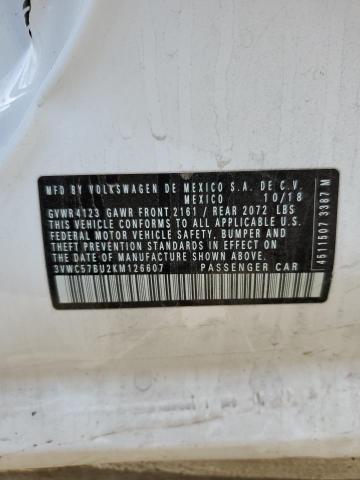 MFD BY VOLKSWAGEN DE MEXICO S.A. DE C.V.
MEXICO 10/18
GVWR 4123 GAWR FRONT 2161 / REAR 2072 LBS
THIS VEHICLE CONFORMS TO ALL APPLICABLE U.S.
FEDERAL MOTOR VEHICLE SAFETY, BUMPER AND
THEFT PREVENTION STANDARDS IN EFFECT ON THE
DATE OF MANUFACTURE SHOWN ABOVE.
3VWC57BU2KM126607 PASSENGER CAR
4511507 3387 M